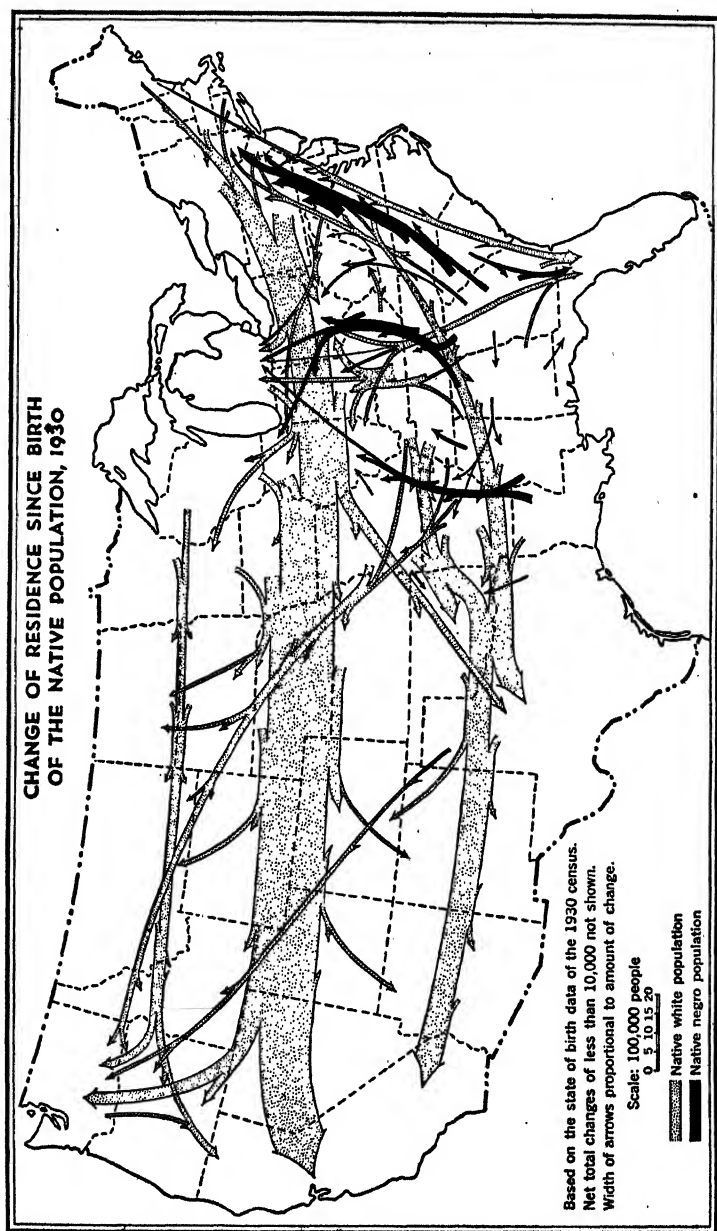 CHANGE OF RESIDENCE SINCE BIRTH
OF THE NATIVE POPULATION, 1930
Based on the state of birth data of the 1930 census.
Net total changes of less than 10,000 not shown.
Width of arrows proportional to amount of change.
Scale: 100,000 people
0 5 10 15 20
Native white population
Native negro population